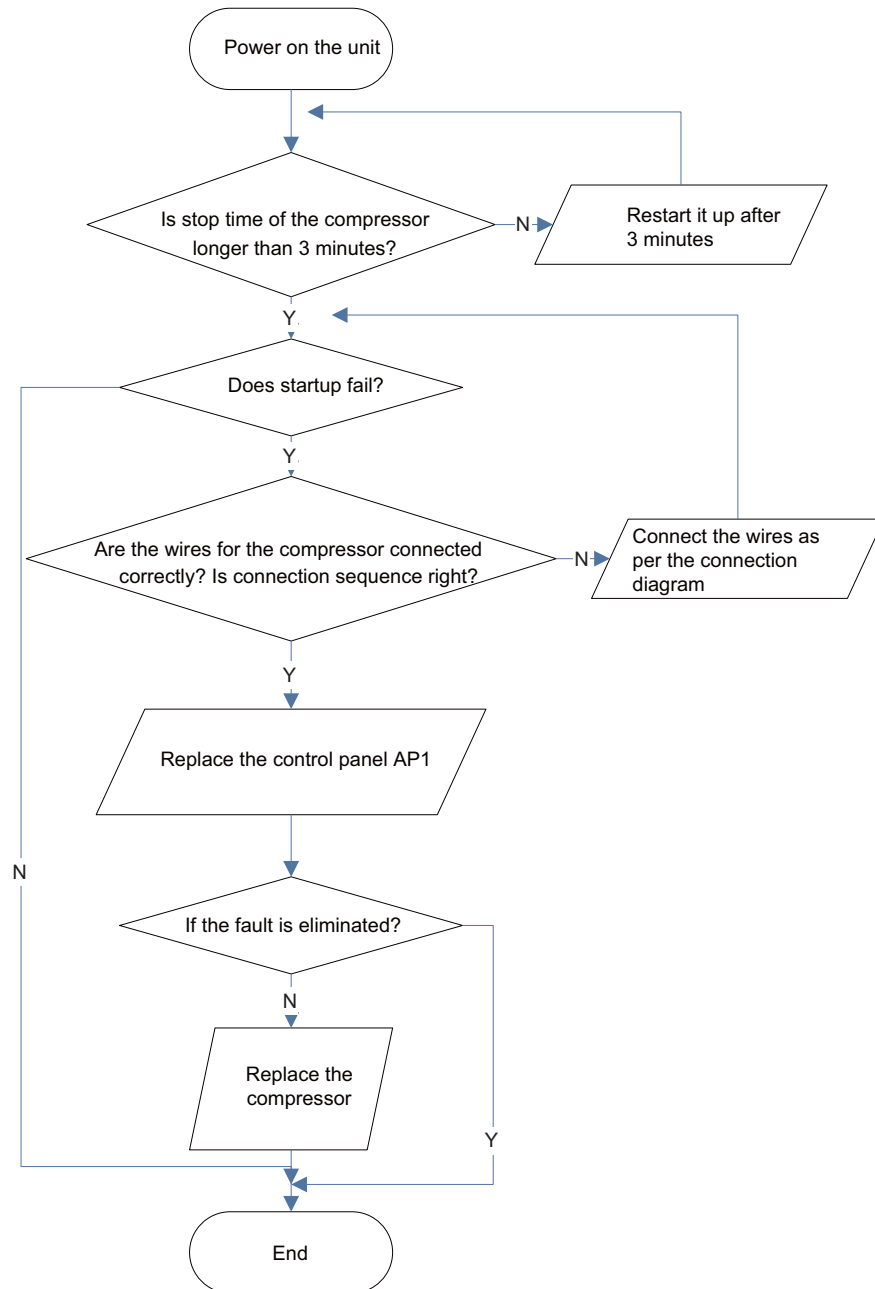 Power on the unit
Is stop time of the compressor
longer than 3 minutes?
N
Restart it up after
3 minutes
Y
Does startup fail?
Y
Are the wires for the compressor connected
correctly? Is connection sequence right?
N
Connect the wires as
per the connection
diagram
Y
Replace the control panel AP1
N
If the fault is eliminated?
N
Replace the
compressor
Y
End